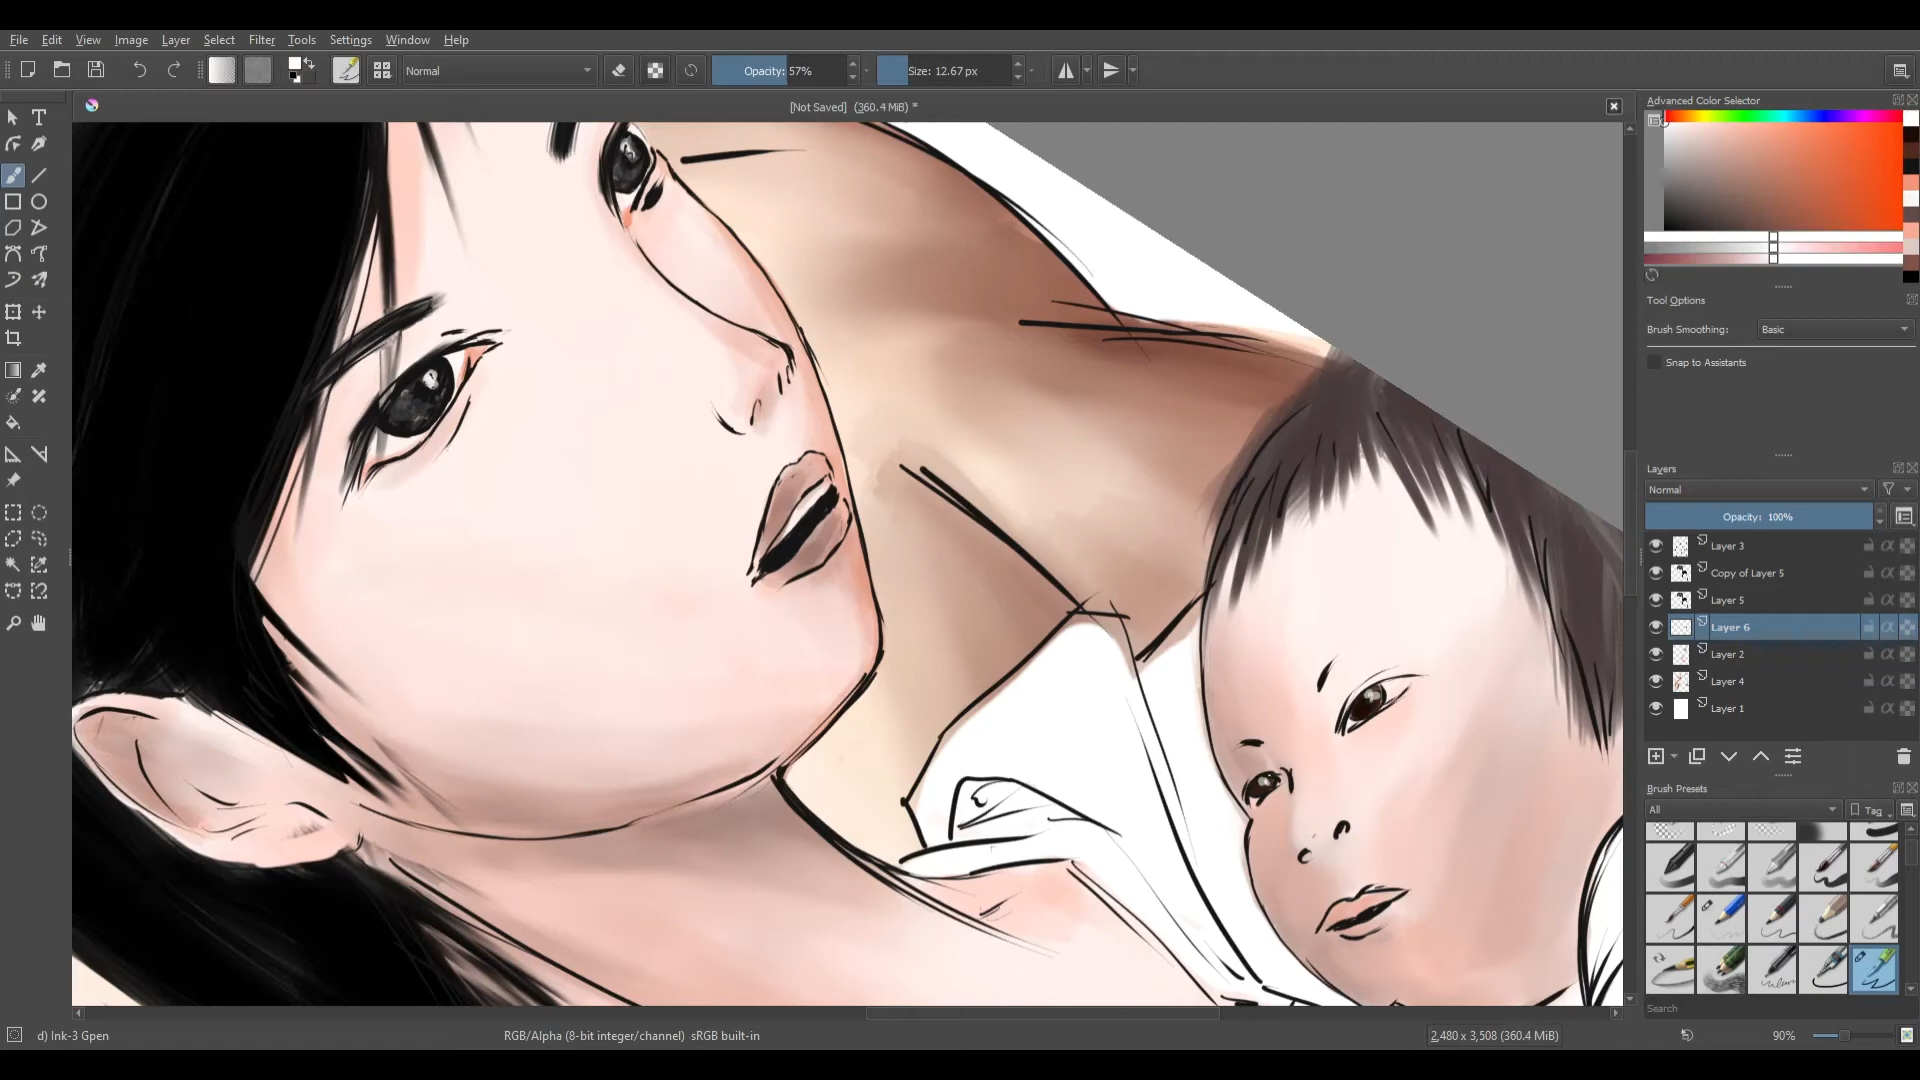 File Edit View Image Layer Select Filter Tools Settings Window Help
Normal Opacity: 57% Size: 12.67 px
[Not Saved] (360.4 MiB) *
Advanced Color Selector
Tool Options
Brush Smoothing: Basic
Snap to Assistants
Layers
Normal
Opacity: 100%
Layer 3
Copy of Layer 5
Layer 5
Layer 6
Layer 2
Layer 4
Layer 1
Brush Presets
All Tag
Search
d) Ink-3 Gpen RGB/Alpha (8-bit integer/channel) sRGB built-in 2,480 x 3,508 (360.4 MiB) 90%